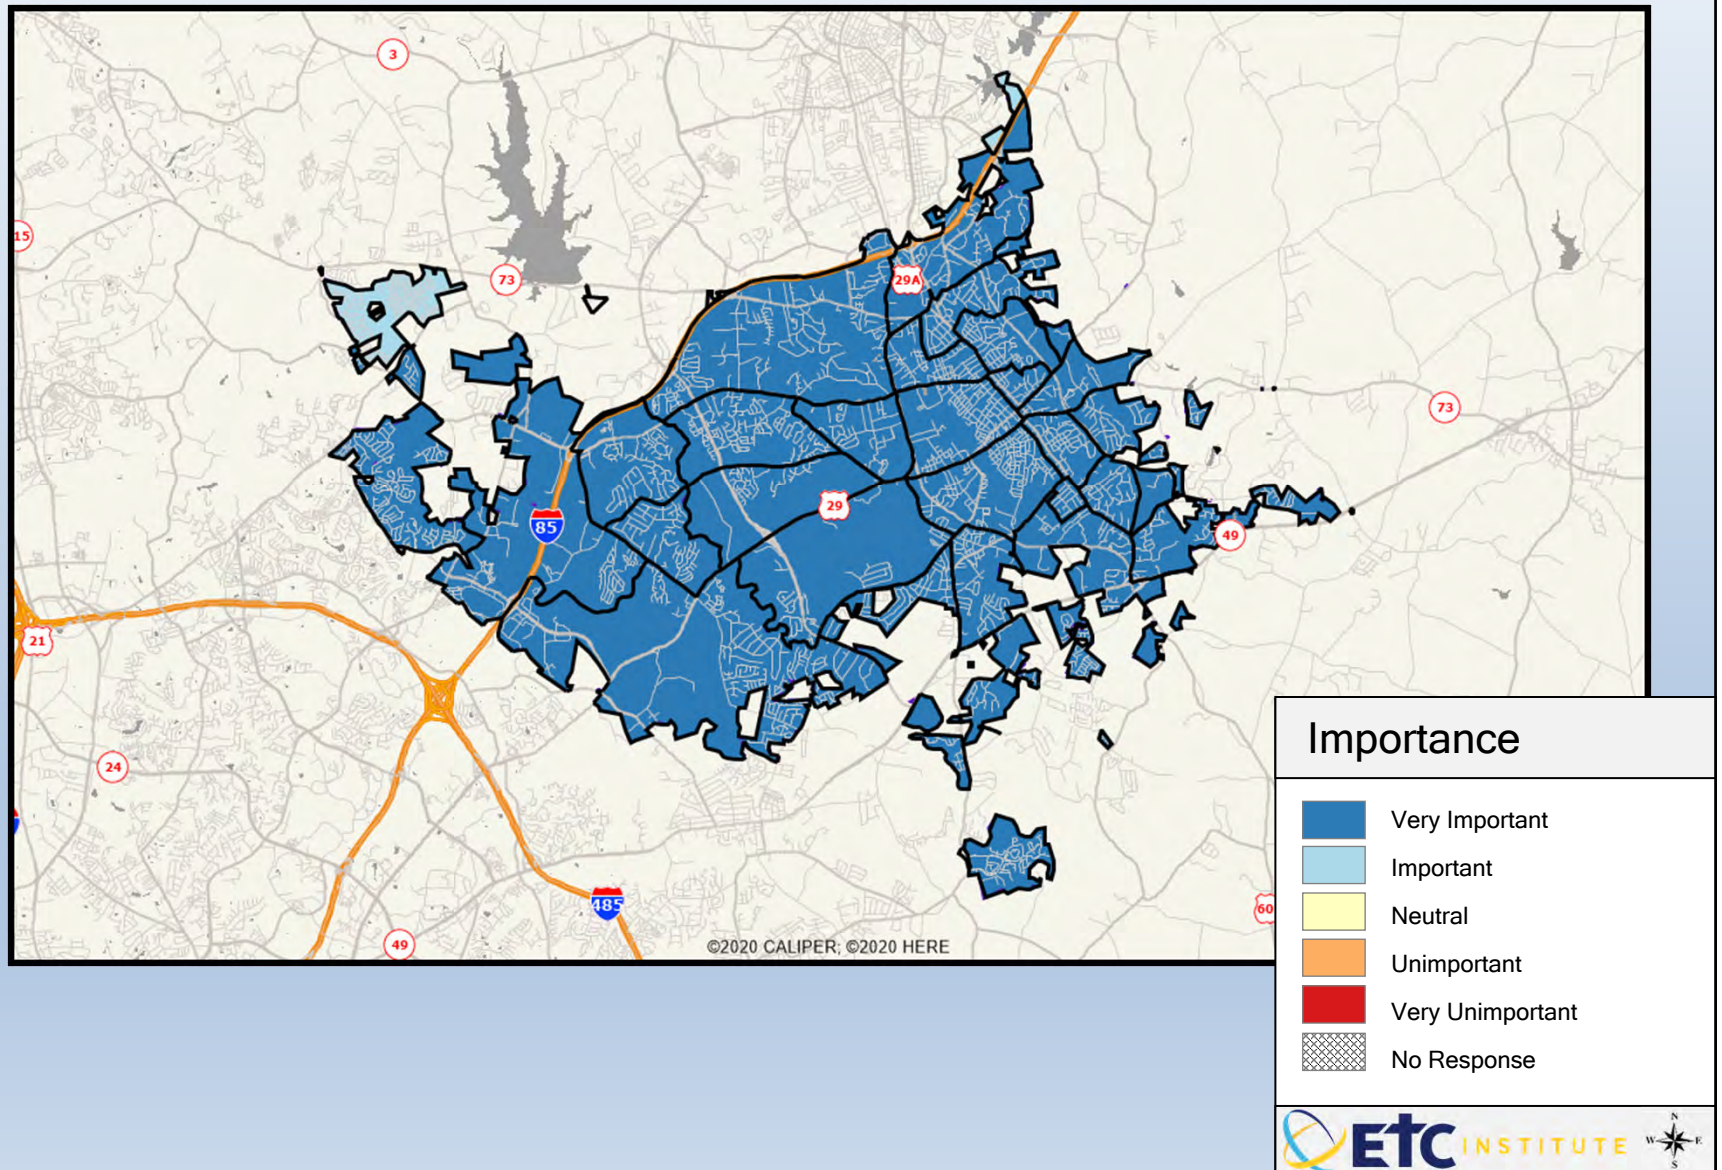 3
15
73
29A
73
29
85
49
21
24
485
60
49
©2020 CALIPER; ©2020 HERE
Importance
Very Important
Important
Neutral
Unimportant
Very Unimportant
No Response
ETC INSTITUTE
N
W E
S